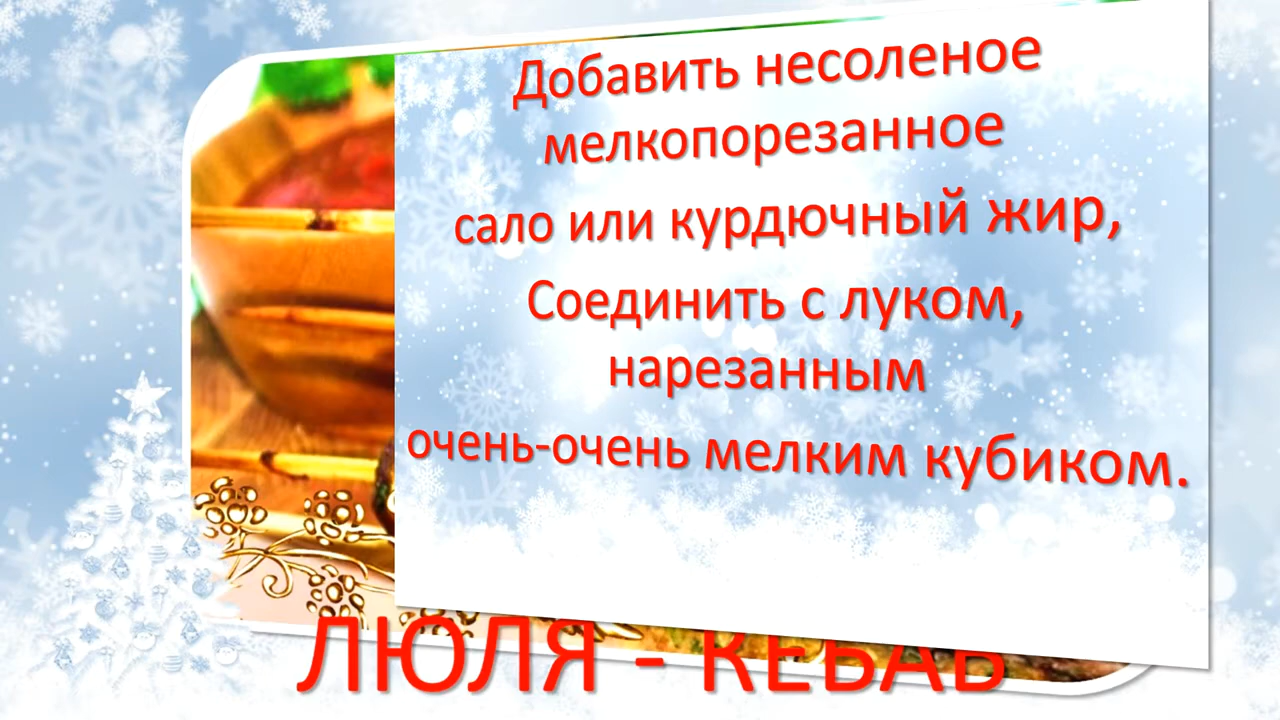 Добавить несоленое
мелкопорезанное
сало или курдючный жир,
Соединить с луком,
нарезанным
очень-очень мелким кубиком.
ЛЮЛЯ - КЕБАБ